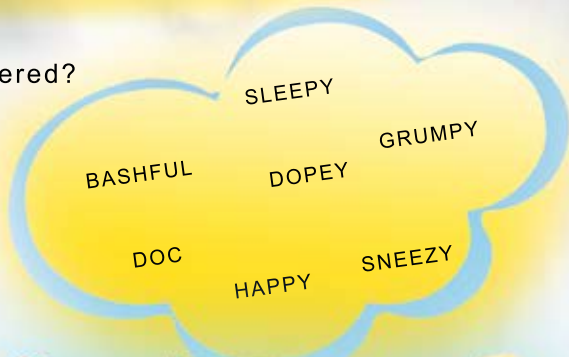 ered?
SLEEPY
GRUMPY
BASHFUL
DOPEY
DOC
SNEEZY
HAPPY